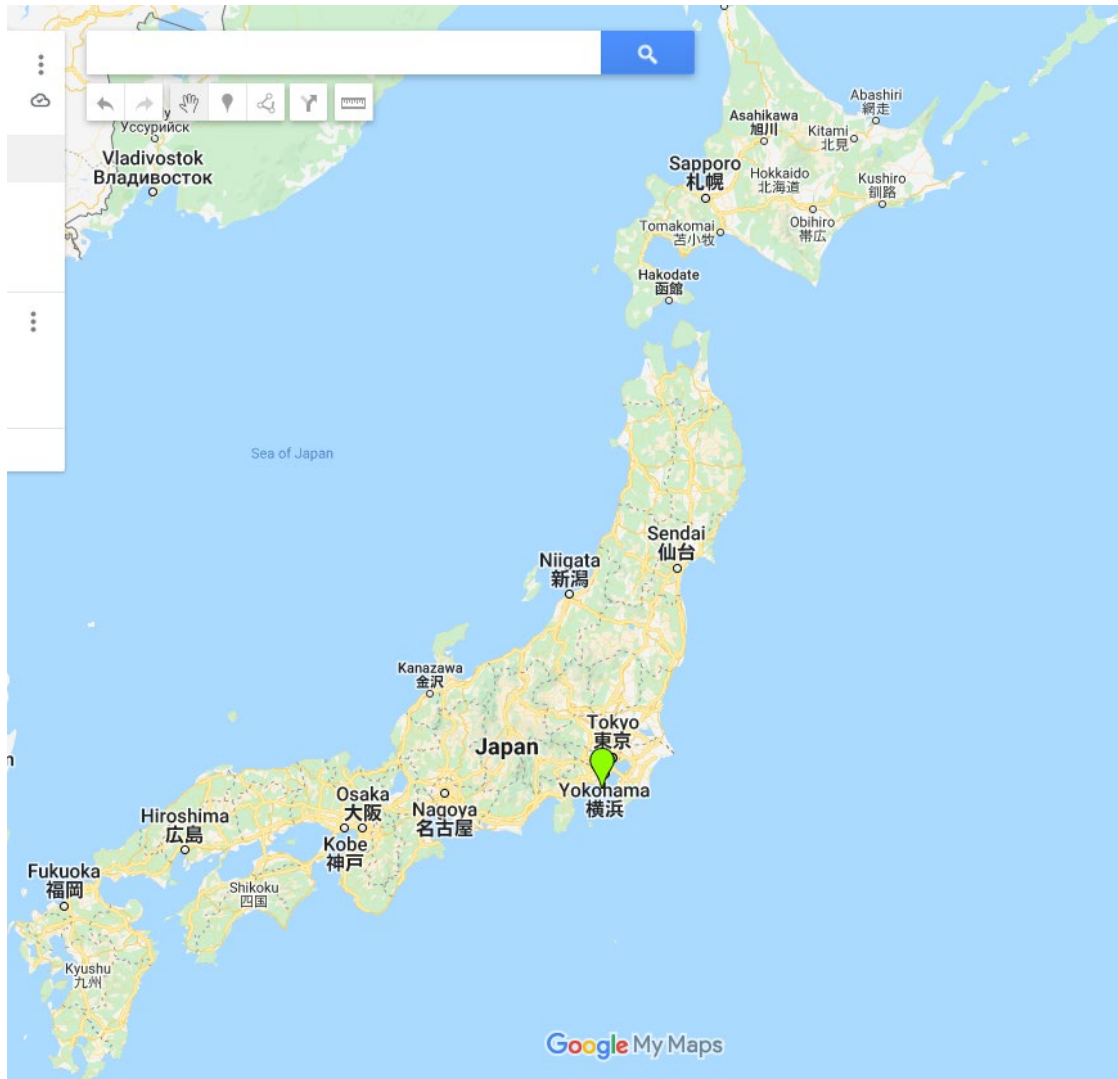 Уссурийск
Vladivostok
Владивосток
Abashiri
網走
Asahikawa
旭川
Kitami
北見
Sapporo
札幌
Hokkaido
北海道
Kushiro
釧路
Tomakomai
苫小牧
Obihiro
帯広
Hakodate
函館
Sea of Japan
Sendai
仙台
Niigata
新潟
Kanazawa
金沢
Tokyo
東京
Japan
Yokohama
横浜
Osaka
大阪
Nagoya
名古屋
Hiroshima
広島
Kobe
神戸
Fukuoka
福岡
Shikoku
四国
Kyushu
九州
Google My Maps